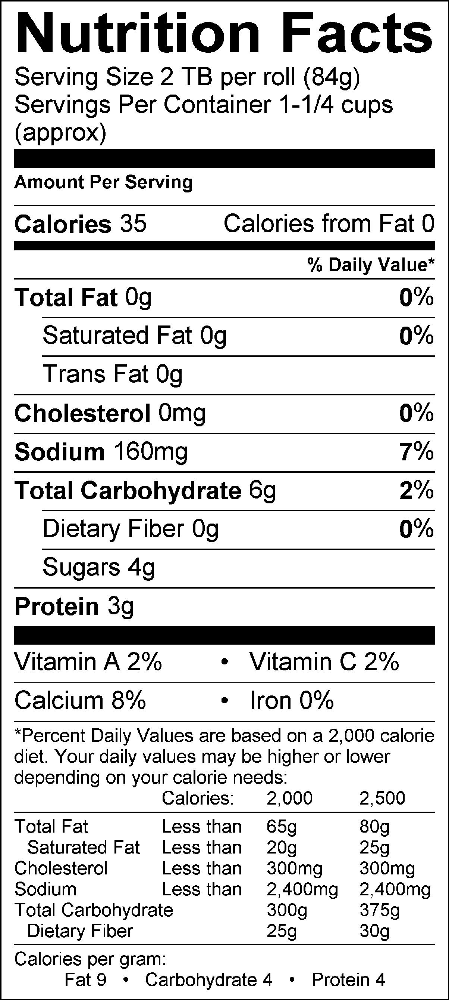 Nutrition Facts
Serving Size 2 TB per roll (84g)
Servings Per Container 1-1/4 cups
(approx)
Amount Per Serving
Calories 35 Calories from Fat 0
% Daily Value*
Total Fat 0g 0%
Saturated Fat 0g 0%
Trans Fat 0g
Cholesterol 0mg 0%
Sodium 160mg 7%
Total Carbohydrate 6g 2%
Dietary Fiber 0g 0%
Sugars 4g
Protein 3g
Vitamin A 2% • Vitamin C 2%
Calcium 8% • Iron 0%
*Percent Daily Values are based on a 2,000 calorie
diet. Your daily values may be higher or lower
depending on your calorie needs:
Calories: 2,000 2,500
Total Fat Less than 65g 80g
Saturated Fat Less than 20g 25g
Cholesterol Less than 300mg 300mg
Sodium Less than 2,400mg 2,400mg
Total Carbohydrate 300g 375g
Dietary Fiber 25g 30g
Calories per gram:
Fat 9 • Carbohydrate 4 • Protein 4